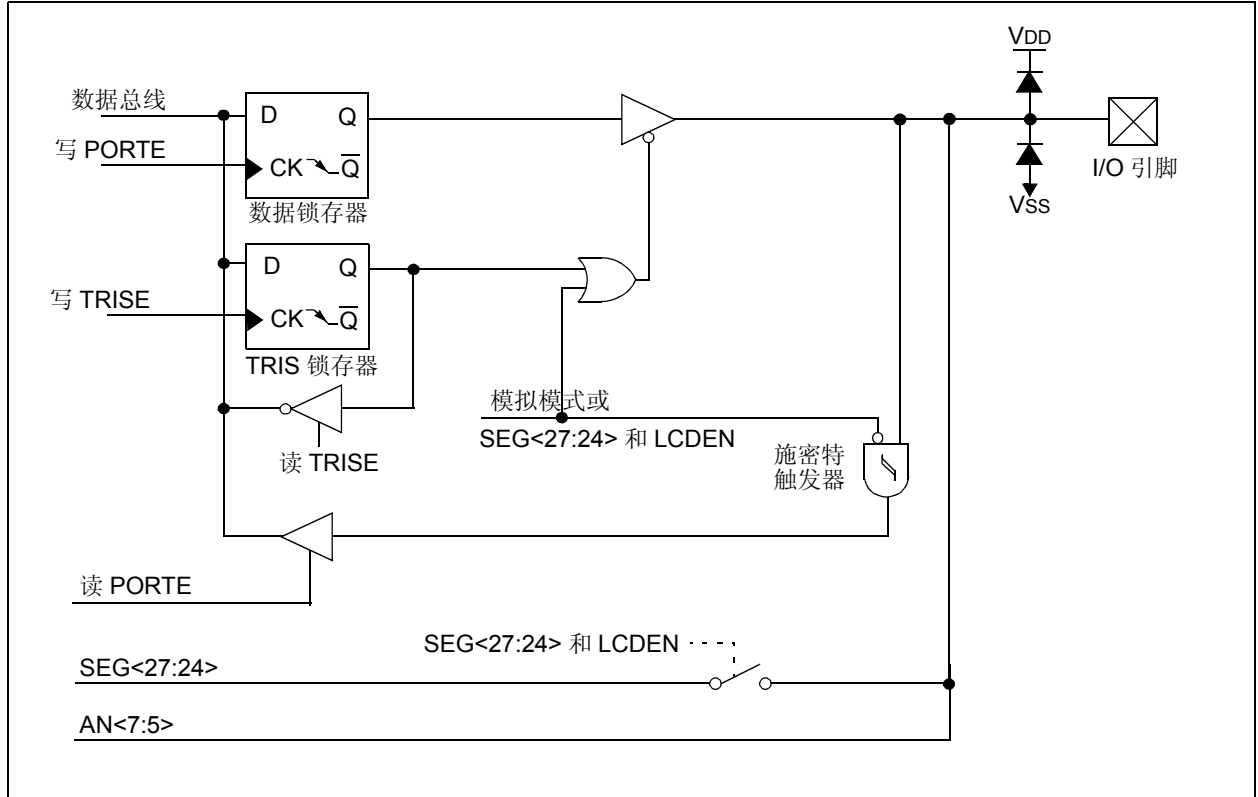 VDD
数据总线
D Q
写 PORTE
CK Q
I/O 引脚
VSS
数据锁存器
D Q
写 TRISE
CK Q
TRIS 锁存器
模拟模式或
SEG<27:24> 和 LCDEN
读 TRISE
施密特
触发器
读 PORTE
SEG<27:24> 和 LCDEN
SEG<27:24>
AN<7:5>